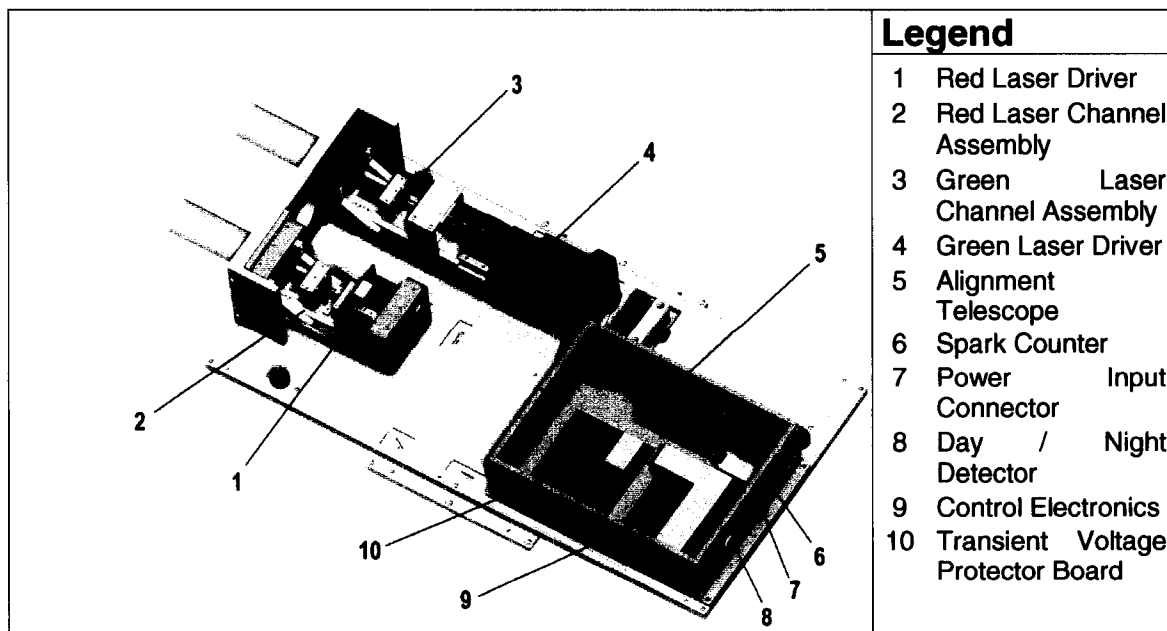 3
4
5
2
1
10
9
6
7
8
Legend
1 Red Laser Driver
2 Red Laser Channel
Assembly
3 Green Laser
Channel Assembly
4 Green Laser Driver
5 Alignment
Telescope
6 Spark Counter
7 Power Input
Connector
8 Day / Night
Detector
9 Control Electronics
10 Transient Voltage
Protector Board